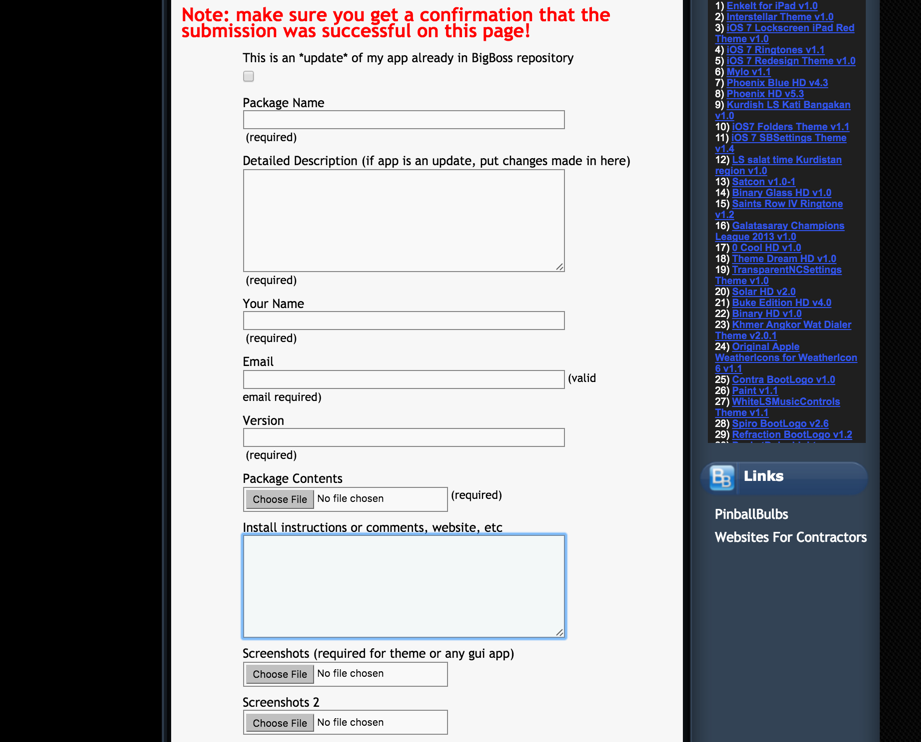 Note: make sure you get a confirmation that the
submission was successful on this page!
This is an *update* of my app already in BigBoss repository
Package Name
(required)
Detailed Description (if app is an update, put changes made in here)
(required)
Your Name
(required)
Email
(valid
email required)
Version
(required)
Package Contents
Choose File No file chosen
(required)
Install instructions or comments, website, etc
Screenshots (required for theme or any gui app)
Choose File No file chosen
Screenshots 2
Choose File No file chosen
1) Enkelt for iPad v1.0
2) Interstellar Theme v1.0
3) iOS 7 Lockscreen iPad Red
Theme v1.0
4) iOS 7 Ringtones v1.1
5) iOS 7 Redesign Theme v1.0
6) Mylo v1.1
7) Phoenix Blue HD v4.3
8) Phoenix HD v5.3
9) Kurdish LS Kati Bangakan
v1.0
10) iOS7 Folders Theme v1.1
11) iOS 7 SBSettings Theme
v1.4
12) LS salat time Kurdistan
region v1.0
13) Satcon v1.0-1
14) Binary Glass HD v1.0
15) Saints Row IV Ringtone
v1.2
16) Galatasaray Champions
League 2013 v1.0
17) 0 Cool HD v1.0
18) Theme Dream HD v1.0
19) TransparentNCSettings
Theme v1.0
20) Solar HD v2.0
21) Buke Edition HD v4.0
22) Binary HD v1.0
23) Khmer Angkor Wat Dialer
Theme v2.0.1
24) Original Apple
WeatherIcons for WeatherIcon
6 v1.1
25) Contra BootLogo v1.0
26) Paint v1.1
27) WhiteLSMusicControls
Theme v1.1
28) Spiro BootLogo v2.6
29) Refraction BootLogo v1.2
Links
PinballBulbs
Websites For Contractors